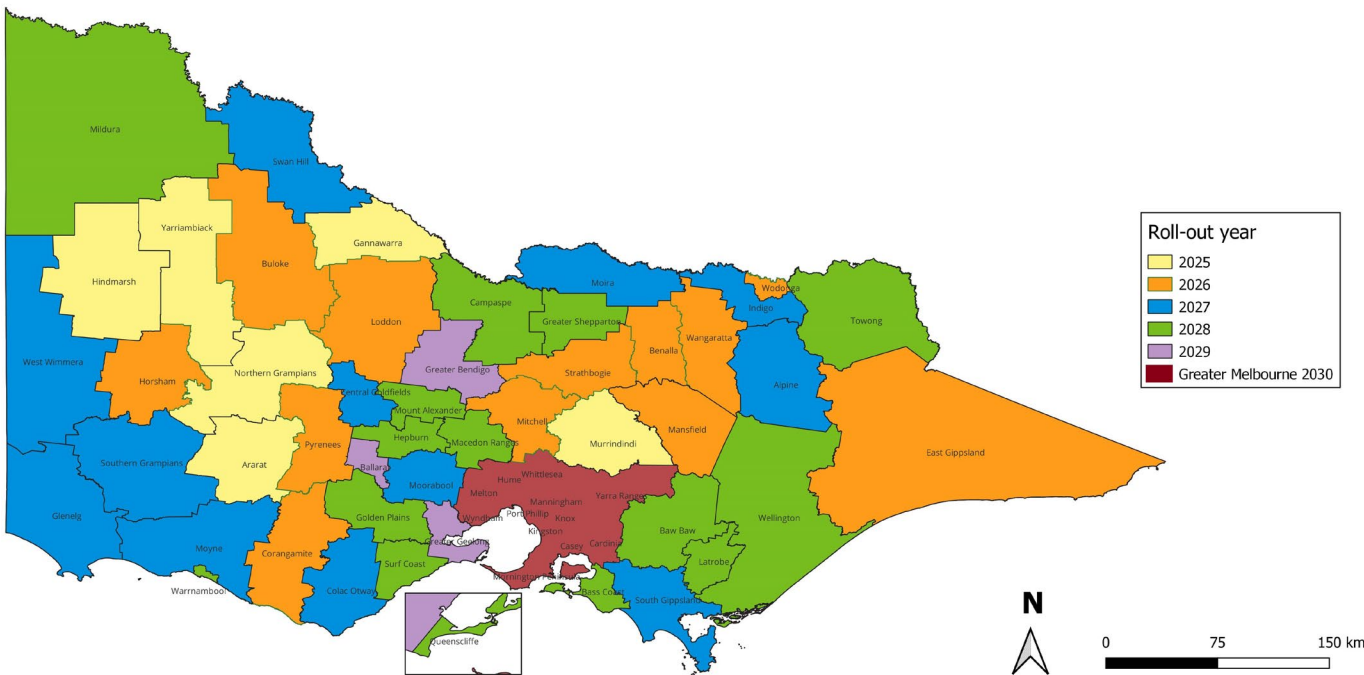 Mildura
Swan Hill
Yarriambiack
Gannawarra
Buloke
Hindmarsh
Roll-out year
2025
2026
2027
2028
2029
Greater Melbourne 2030
Moira
Wodonga
Indigo
Campaspe
Greater Shepparton
Towong
Loddon
Wangaratta
Benalla
West Wimmera
Horsham
Northern Grampians
Greater Bendigo
Strathbogie
Alpine
Central Goldfields
Mount Alexander
Mitchell
Mansfield
Hepburn
Macedon Ranges
Murrindindi
Pyrenees
East Gippsland
Southern Grampians
Ararat
Ballarat
Moorabool
Hume
Whittlesea
Melton
Yarra Ranges
Manningham
Glenelg
Golden Plains
Wyndham
Port Phillip
Knox
Kingston
Wellington
Baw Baw
Moyne
Corangamite
Greater Geelong
Casey
Cardinia
Latrobe
Surf Coast
Mornington Peninsula
Warrnambool
Colac Otway
Bass Coast
South Gippsland
Queenscliffe
N
0 75 150 km